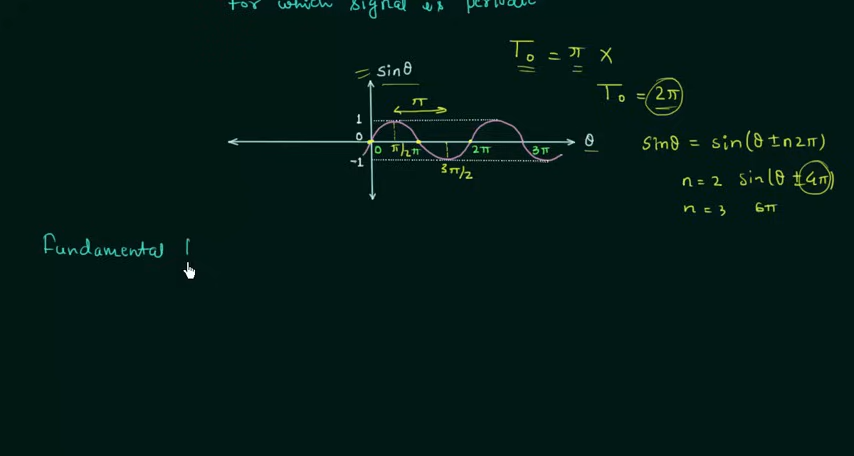 for which signal is periodic
T₀ = π ×
sinθ
T₀ = 2π
π
1
0
-1
0 π/2 π 3π/2 2π 3π θ
sinθ = sin(θ ± n2π)
n = 2 sin(θ ± 4π)
n = 3 6π
Fundamental